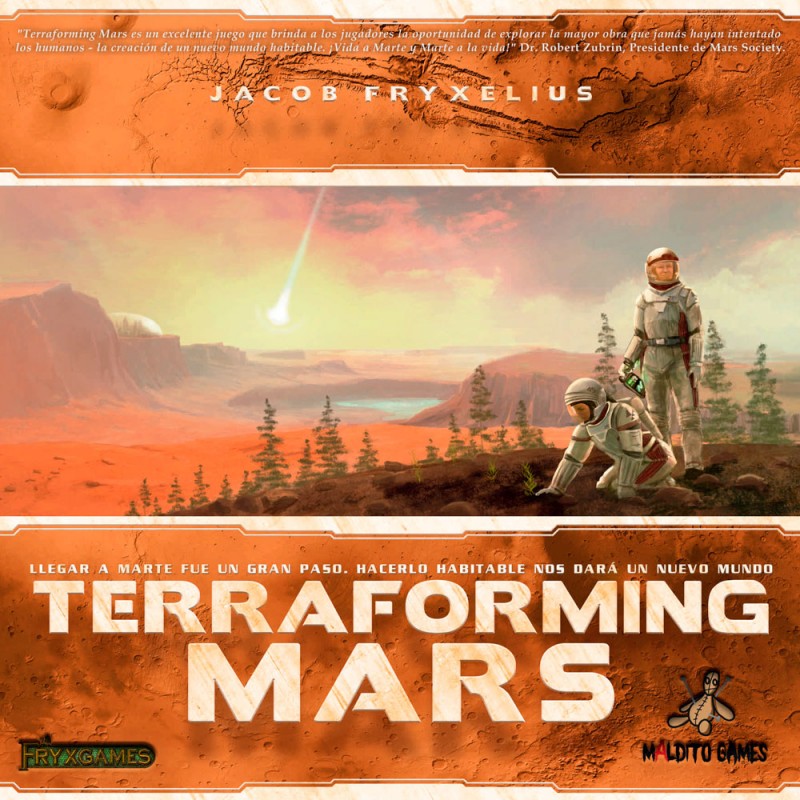 "Terraforming Mars es un excelente juego que brinda a los jugadores la oportunidad de explorar la mayor obra que jamás hayan intentado
los humanos - la creación de un nuevo mundo habitable. ¡Vida a Marte y Marte a la vida!" Dr. Robert Zubrin, Presidente de Mars Society.
JACOB FRYXELIUS
LLEGAR A MARTE FUE UN GRAN PASO. HACERLO HABITABLE NOS DARÁ UN NUEVO MUNDO
TERRAFORMING
MARS
FRYXGAMES
MALDITO GAMES